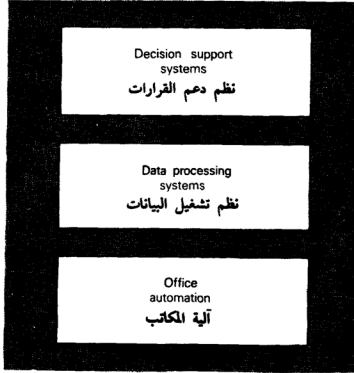 Decision support
systems
نظم دعم القرارات
Data processing
systems
نظم تشغيل البيانات
Office
automation
آلية المكاتب